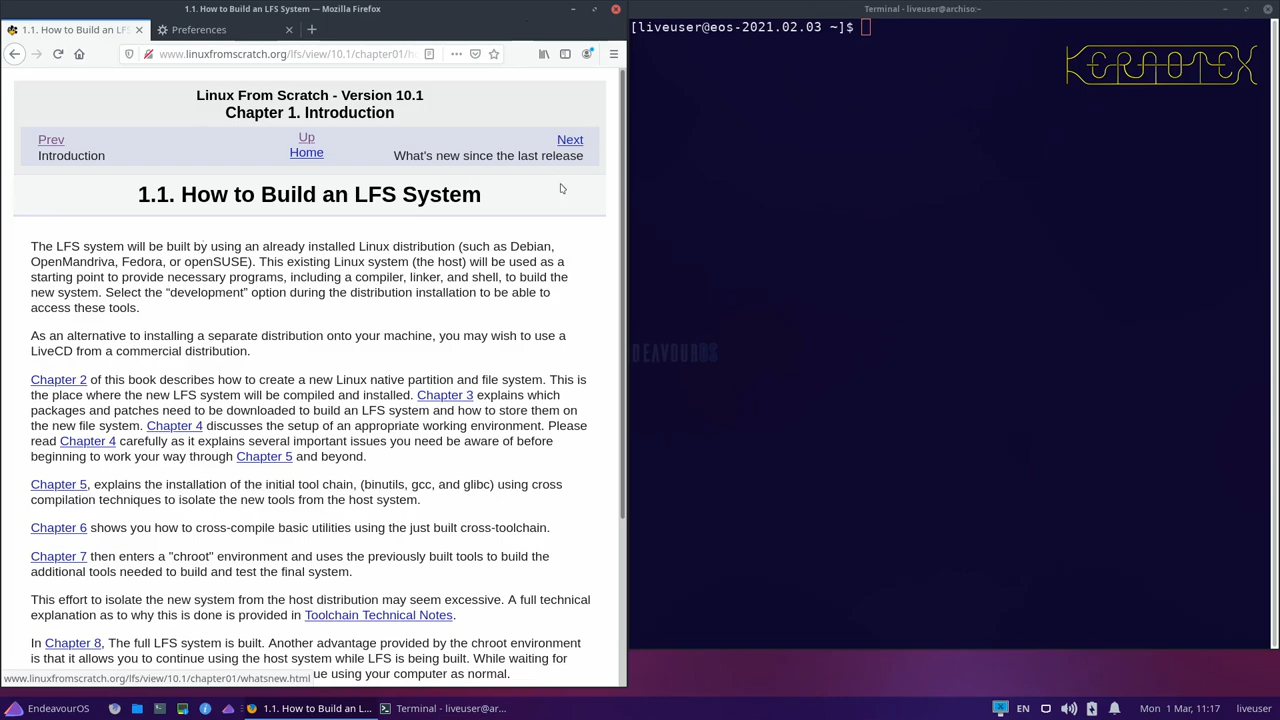 1.1. How to Build an LFS System — Mozilla Firefox
1.1. How to Build an LFS S
Preferences
www.linuxfromscratch.org/lfs/view/10.1/chapter01/h
Linux From Scratch - Version 10.1
Chapter 1. Introduction
Prev
Up
Next
Introduction
Home
What's new since the last release
1.1. How to Build an LFS System
The LFS system will be built by using an already installed Linux distribution (such as Debian,
OpenMandriva, Fedora, or openSUSE). This existing Linux system (the host) will be used as a
starting point to provide necessary programs, including a compiler, linker, and shell, to build the
new system. Select the “development” option during the distribution installation to be able to
access these tools.
As an alternative to installing a separate distribution onto your machine, you may wish to use a
LiveCD from a commercial distribution.
Chapter 2 of this book describes how to create a new Linux native partition and file system. This is
the place where the new LFS system will be compiled and installed. Chapter 3 explains which
packages and patches need to be downloaded to build an LFS system and how to store them on
the new file system. Chapter 4 discusses the setup of an appropriate working environment. Please
read Chapter 4 carefully as it explains several important issues you need be aware of before
beginning to work your way through Chapter 5 and beyond.
Chapter 5, explains the installation of the initial tool chain, (binutils, gcc, and glibc) using cross
compilation techniques to isolate the new tools from the host system.
Chapter 6 shows you how to cross-compile basic utilities using the just built cross-toolchain.
Chapter 7 then enters a "chroot" environment and uses the previously built tools to build the
additional tools needed to build and test the final system.
This effort to isolate the new system from the host distribution may seem excessive. A full technical
explanation as to why this is done is provided in Toolchain Technical Notes.
In Chapter 8, The full LFS system is built. Another advantage provided by the chroot environment
is that it allows you to continue using the host system while LFS is being built. While waiting for
ue using your computer as normal.
www.linuxfromscratch.org/lfs/view/10.1/chapter01/whatsnew.html
Terminal - liveuser@archiso:~
[liveuser@eos-2021.02.03 ~]$
KERAOTEX
DEAVOUROS
EndeavourOS
1.1. How to Build an L...
Terminal - liveuser@ar...
EN
Mon 1 Mar, 11:17
liveuser